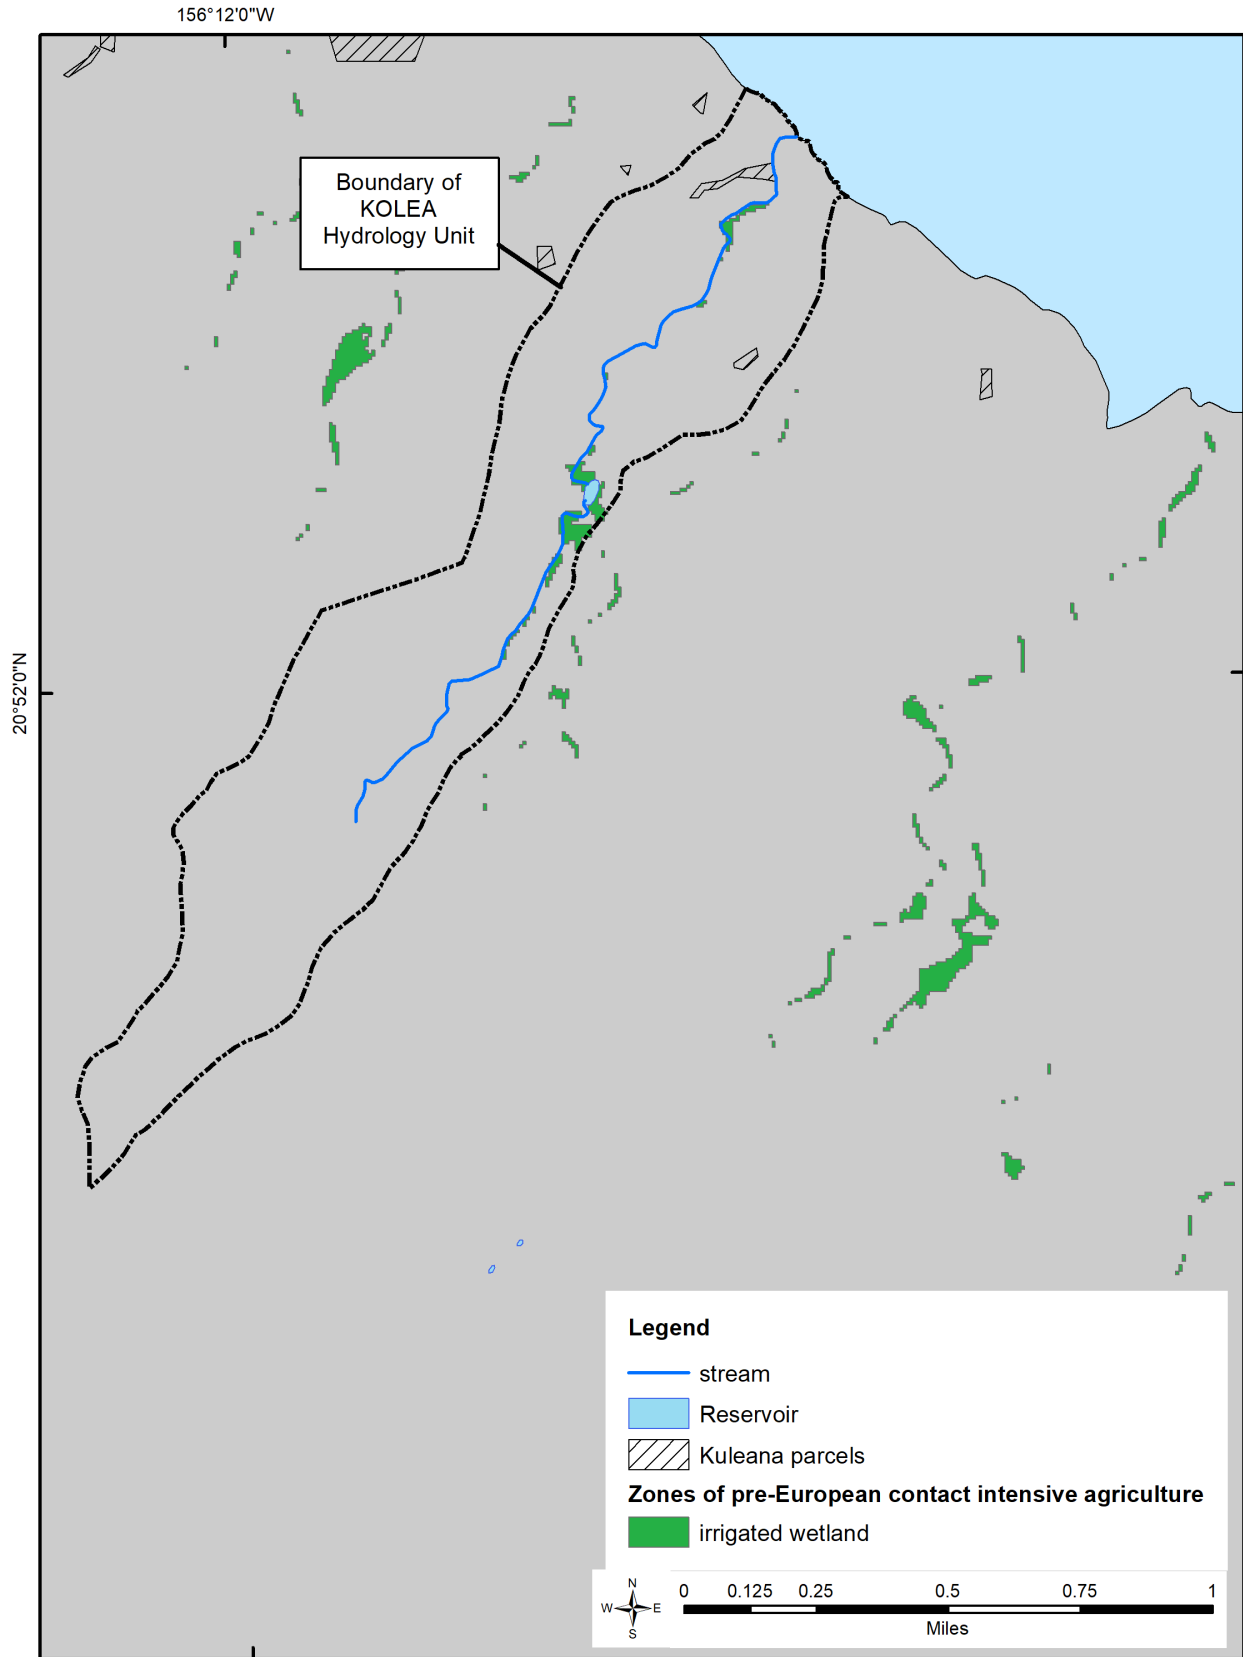 156°12'0"W
Boundary of
KOLEA
Hydrology Unit
20°52'0"N
Legend
stream
Reservoir
Kuleana parcels
Zones of pre-European contact intensive agriculture
irrigated wetland
N
W E
S
0 0.125 0.25 0.5 0.75 1
Miles